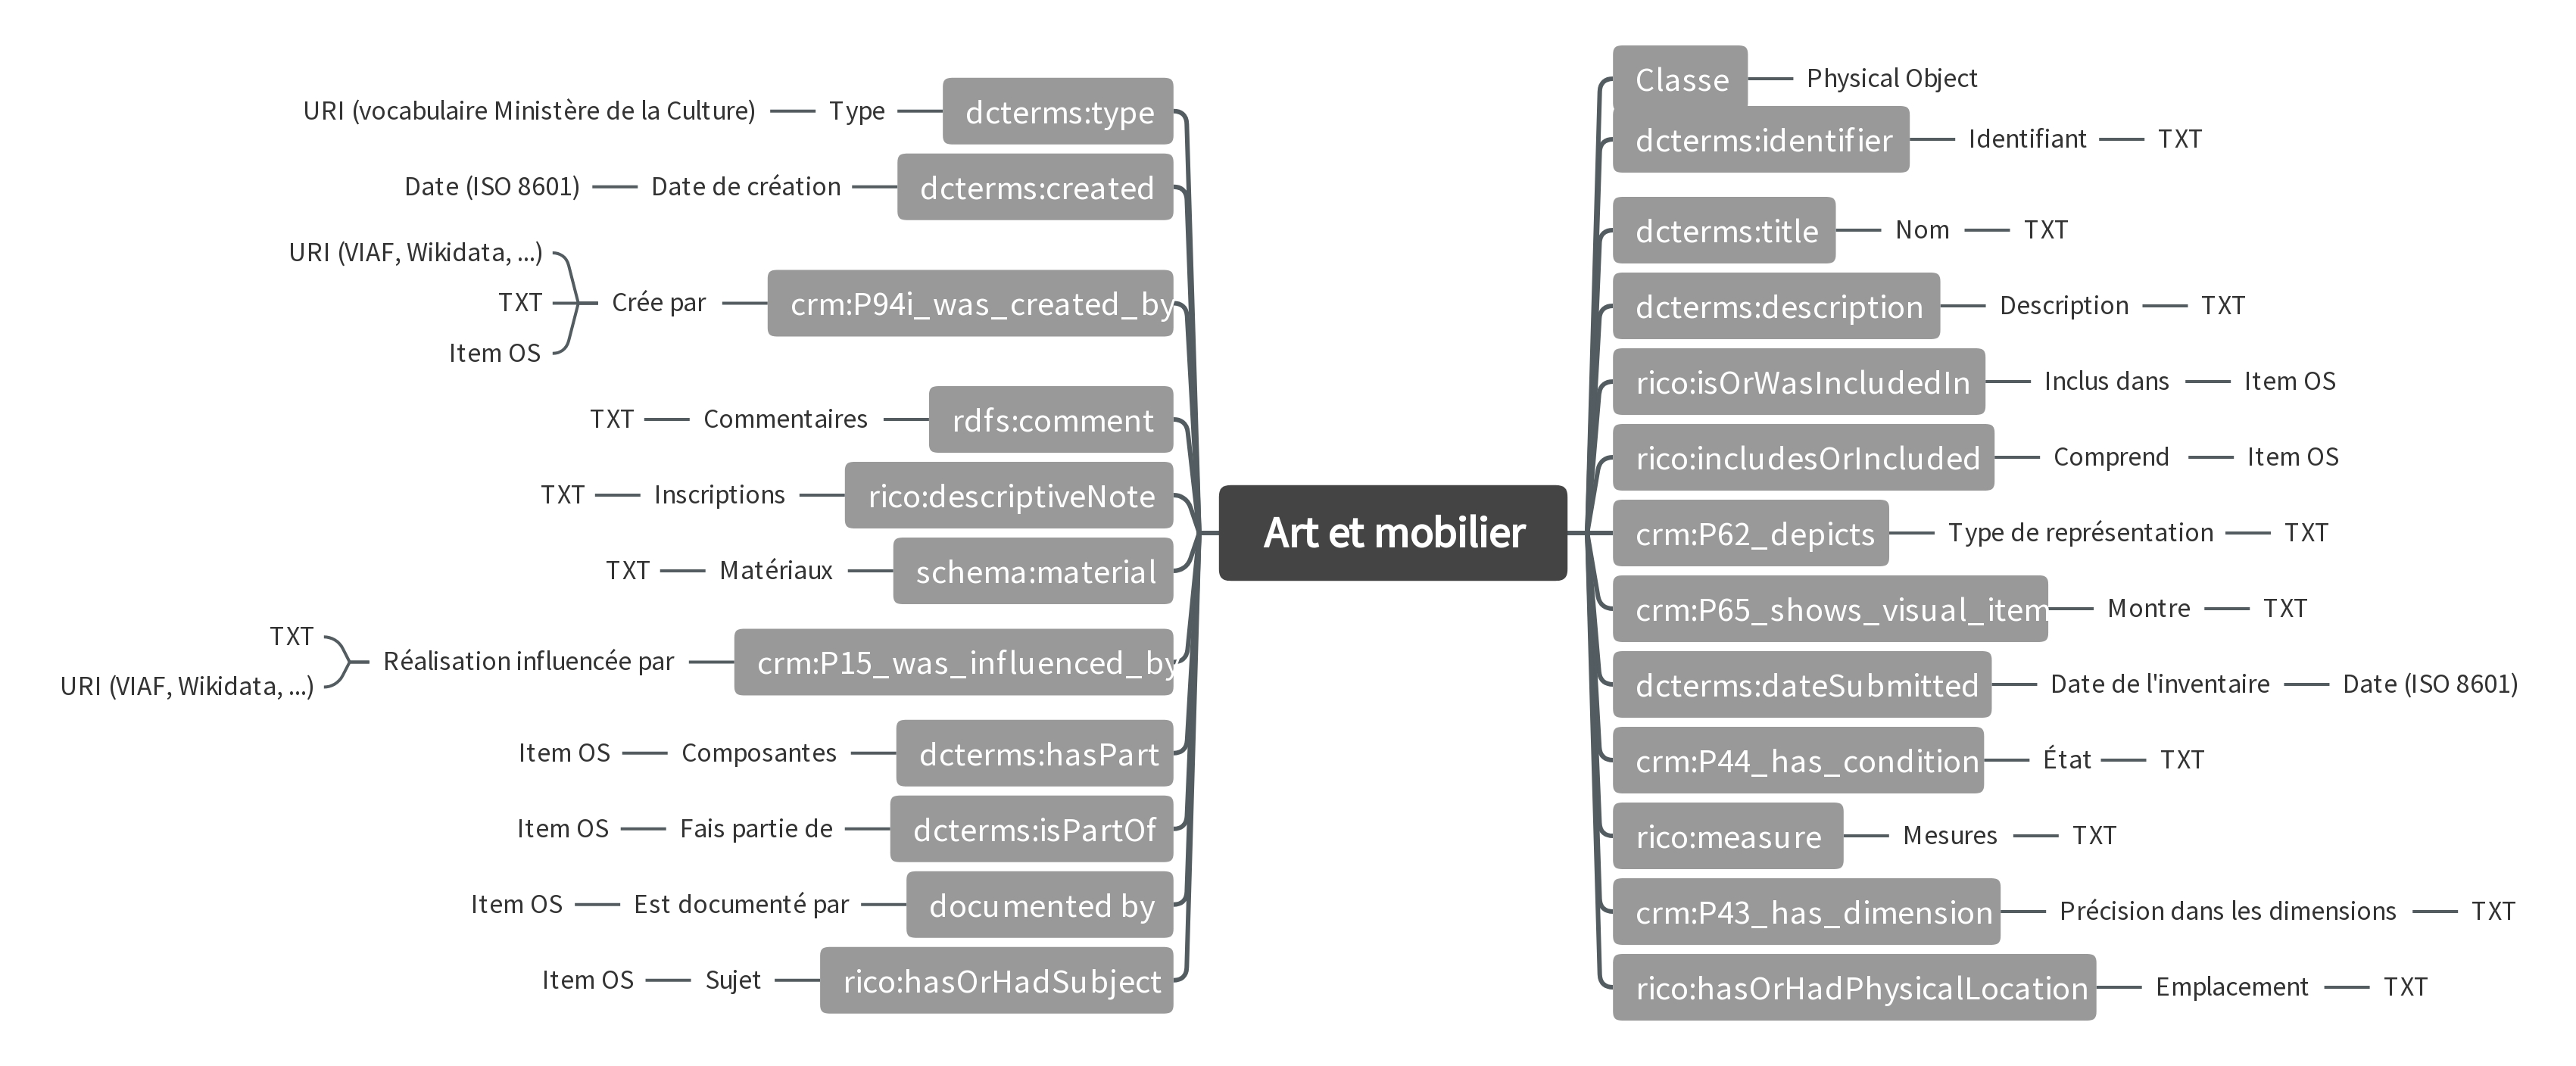 Art et mobilier
dcterms:type Type URI (vocabulaire Ministère de la Culture)
dcterms:created Date de création Date (ISO 8601)
crm:P94i_was_created_by Crée par
URI (VIAF, Wikidata, ...)
TXT
Item OS
rdfs:comment Commentaires TXT
rico:descriptiveNote Inscriptions TXT
schema:material Matériaux TXT
crm:P15_was_influenced_by Réalisation influencée par
TXT
URI (VIAF, Wikidata, ...)
dcterms:hasPart Composantes Item OS
dcterms:isPartOf Fais partie de Item OS
documented by Est documenté par Item OS
rico:hasOrHadSubject Sujet Item OS
Classe Physical Object
dcterms:identifier Identifiant TXT
dcterms:title Nom TXT
dcterms:description Description TXT
rico:isOrWasIncludedIn Inclus dans Item OS
rico:includesOrIncluded Comprend Item OS
crm:P62_depicts Type de représentation TXT
crm:P65_shows_visual_item Montre TXT
dcterms:dateSubmitted Date de l'inventaire Date (ISO 8601)
crm:P44_has_condition État TXT
rico:measure Mesures TXT
crm:P43_has_dimension Précision dans les dimensions TXT
rico:hasOrHadPhysicalLocation Emplacement TXT